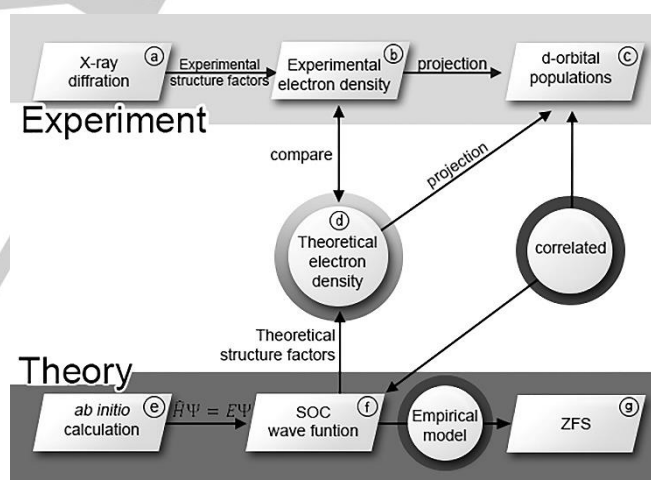 X-ray
diffration
ⓐ
Experimental
structure factors
Experimental
electron density
ⓑ
projection
d-orbital
populations
ⓒ
Experiment
compare
projection
ⓓ
Theoretical
electron
density
correlated
Theoretical
structure factors
Theory
ab initio
calculation
ⓔ
ĤΨ = EΨ
SOC
wave funtion
ⓕ
Empirical
model
ZFS
ⓖ